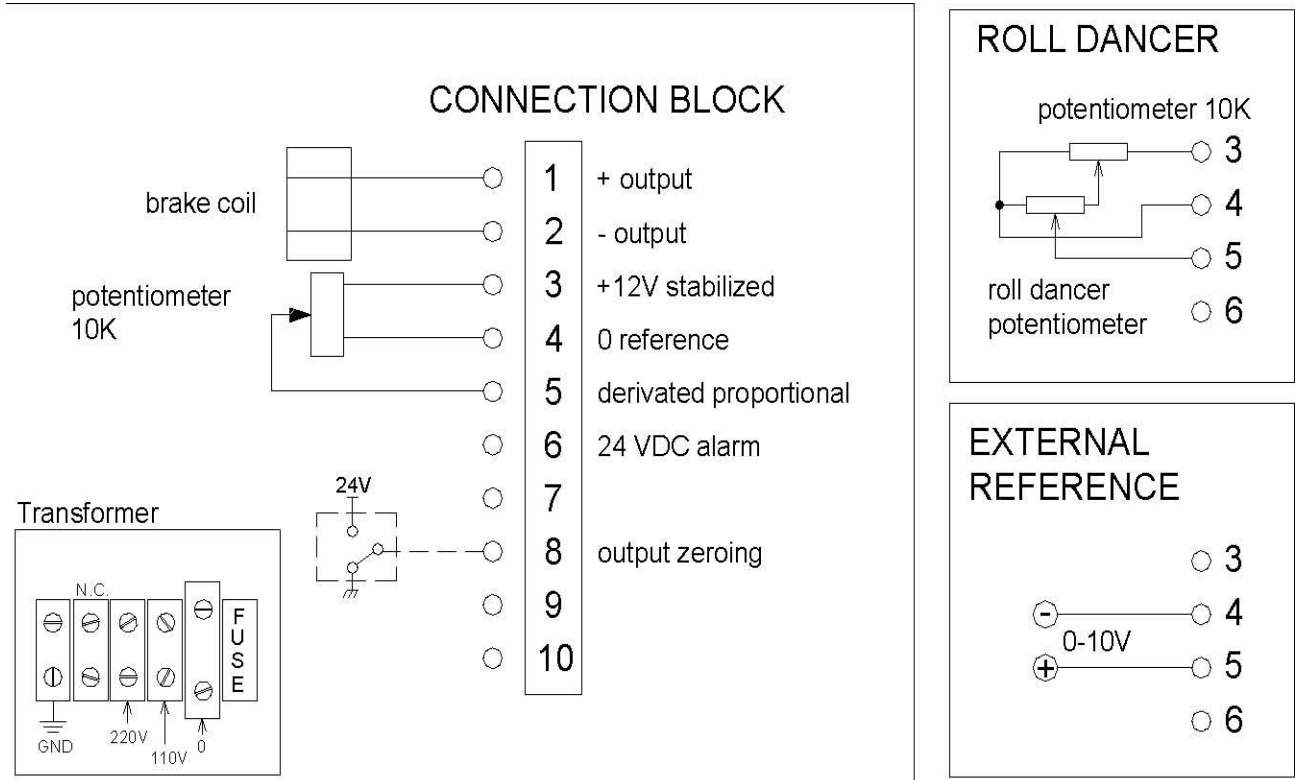 CONNECTION BLOCK
brake coil
potentiometer
10K
1 + output
2 - output
3 +12V stabilized
4 0 reference
5 derivated proportional
6 24 VDC alarm
7
8 output zeroing
9
10
24V
Transformer
N.C.
FUSE
GND
220V
110V
0
ROLL DANCER
potentiometer 10K
3
4
5
6
roll dancer
potentiometer
EXTERNAL
REFERENCE
3
- 4
0-10V
+ 5
6